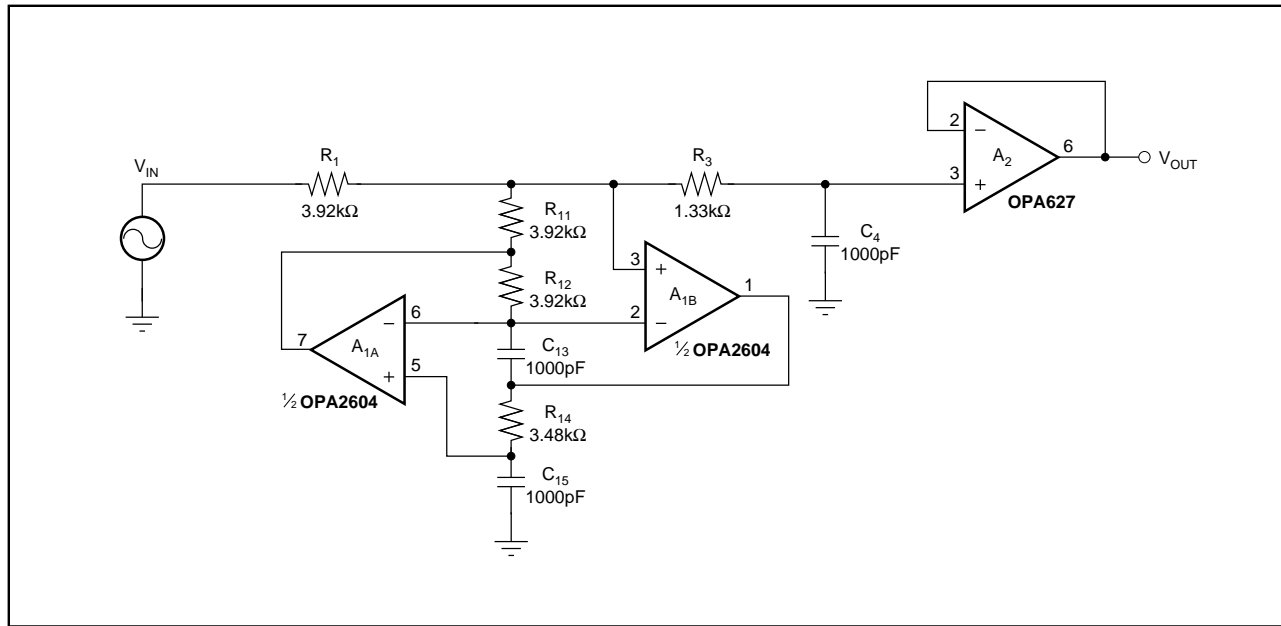 V_IN
R_1
3.92kΩ
R_11
3.92kΩ
R_12
3.92kΩ
R_3
1.33kΩ
C_4
1000pF
2
−
3
+
A_2
6
OPA627
V_OUT
3
+
2
−
A_1B
1
½ OPA2604
7
−
6
A_1A
+
5
½ OPA2604
C_13
1000pF
R_14
3.48kΩ
C_15
1000pF